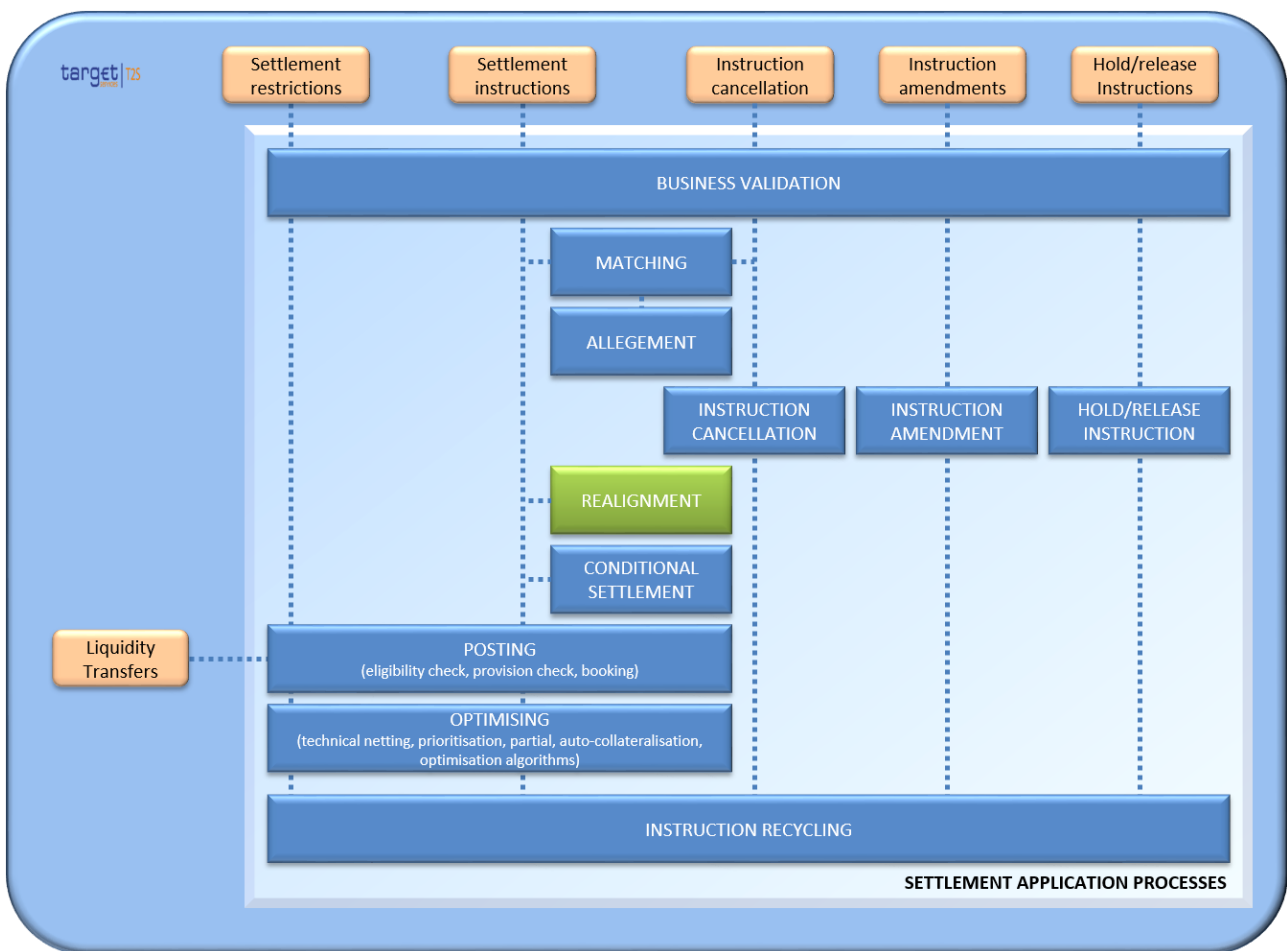 target | T2S
services
Settlement
restrictions
Settlement
instructions
Instruction
cancellation
Instruction
amendments
Hold/release
Instructions
BUSINESS VALIDATION
MATCHING
ALLEGEMENT
INSTRUCTION
CANCELLATION
INSTRUCTION
AMENDMENT
HOLD/RELEASE
INSTRUCTION
REALIGNMENT
CONDITIONAL
SETTLEMENT
Liquidity
Transfers
POSTING
(eligibility check, provision check, booking)
OPTIMISING
(technical netting, prioritisation, partial, auto-collateralisation,
optimisation algorithms)
INSTRUCTION RECYCLING
SETTLEMENT APPLICATION PROCESSES